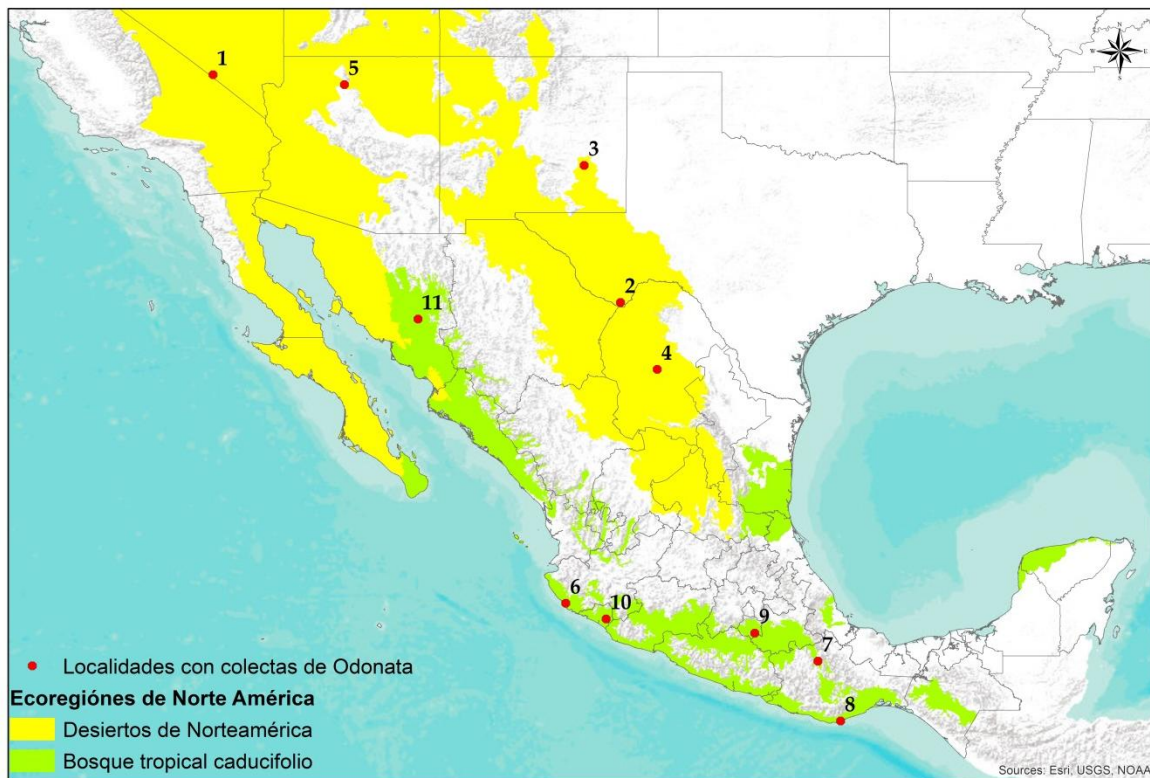 N
W E
S
1
5
3
2
11
4
6
10
9
7
8
Localidades con colectas de Odonata
Ecoregiónes de Norte América
Desiertos de Norteamérica
Bosque tropical caducifolio
Sources: Esri, USGS, NOAA